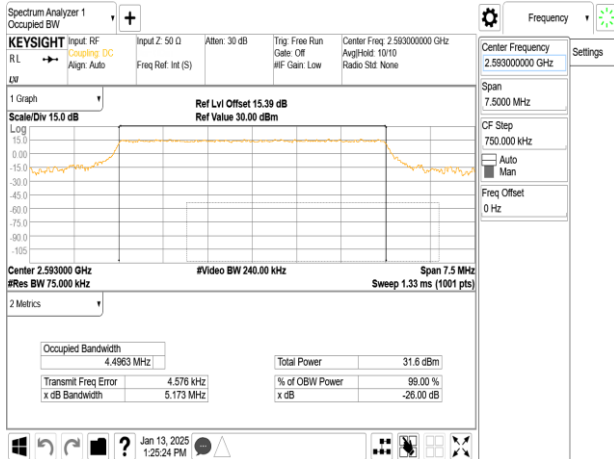 Spectrum Analyzer 1
Occupied BW
Frequency
KEYSIGHT
RL
LXI
Input: RF
Coupling: DC
Align: Auto
Input Z: 50 Ω
Freq Ref: Int (S)
Atten: 30 dB
Trig: Free Run
Gate: Off
#IF Gain: Low
Center Freq: 2.593000000 GHz
Avg|Hold: 10/10
Radio Std: None
Center Frequency
2.593000000 GHz
Settings
Span
7.5000 MHz
CF Step
750.000 kHz
Auto
Man
Freq Offset
0 Hz
1 Graph
Scale/Div 15.0 dB
Ref Lvl Offset 15.39 dB
Ref Value 30.00 dBm
Log
15.0
0.00
-15.0
-30.0
-45.0
-60.0
-75.0
-90.0
-105
Center 2.593000 GHz
#Res BW 75.000 kHz
#Video BW 240.00 kHz
Span 7.5 MHz
Sweep 1.33 ms (1001 pts)
2 Metrics
Occupied Bandwidth
4.4963 MHz
Transmit Freq Error 4.576 kHz
x dB Bandwidth 5.173 MHz
Total Power 31.6 dBm
% of OBW Power 99.00 %
x dB -26.00 dB
Jan 13, 2025
1:25:24 PM